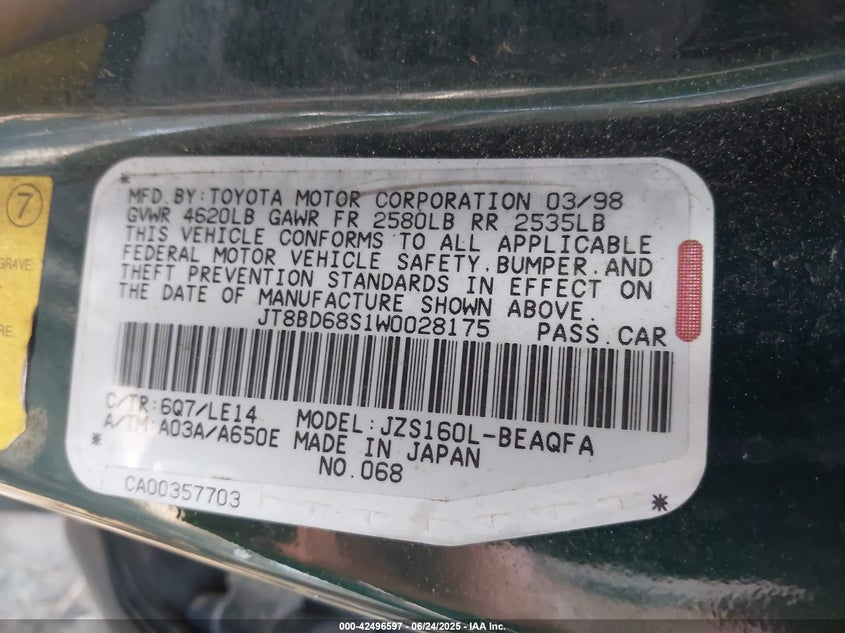 MFD. BY: TOYOTA MOTOR CORPORATION 03/98
GVWR 4620LB GAWR FR 2580LB RR 2535LB
THIS VEHICLE CONFORMS TO ALL APPLICABLE
FEDERAL MOTOR VEHICLE SAFETY, BUMPER, AND
THEFT PREVENTION STANDARDS IN EFFECT ON
THE DATE OF MANUFACTURE SHOWN ABOVE.
JT8BD68S1W0028175 PASS. CAR
C/TR: 6Q7/LE14
A/TM: A03A/A650E
MODEL: JZS160L-BEAQFA
MADE IN JAPAN
NO. 068
CA00357703
7
GRAVE
RE.
000-42496597 - 06/24/2025 - IAA Inc.